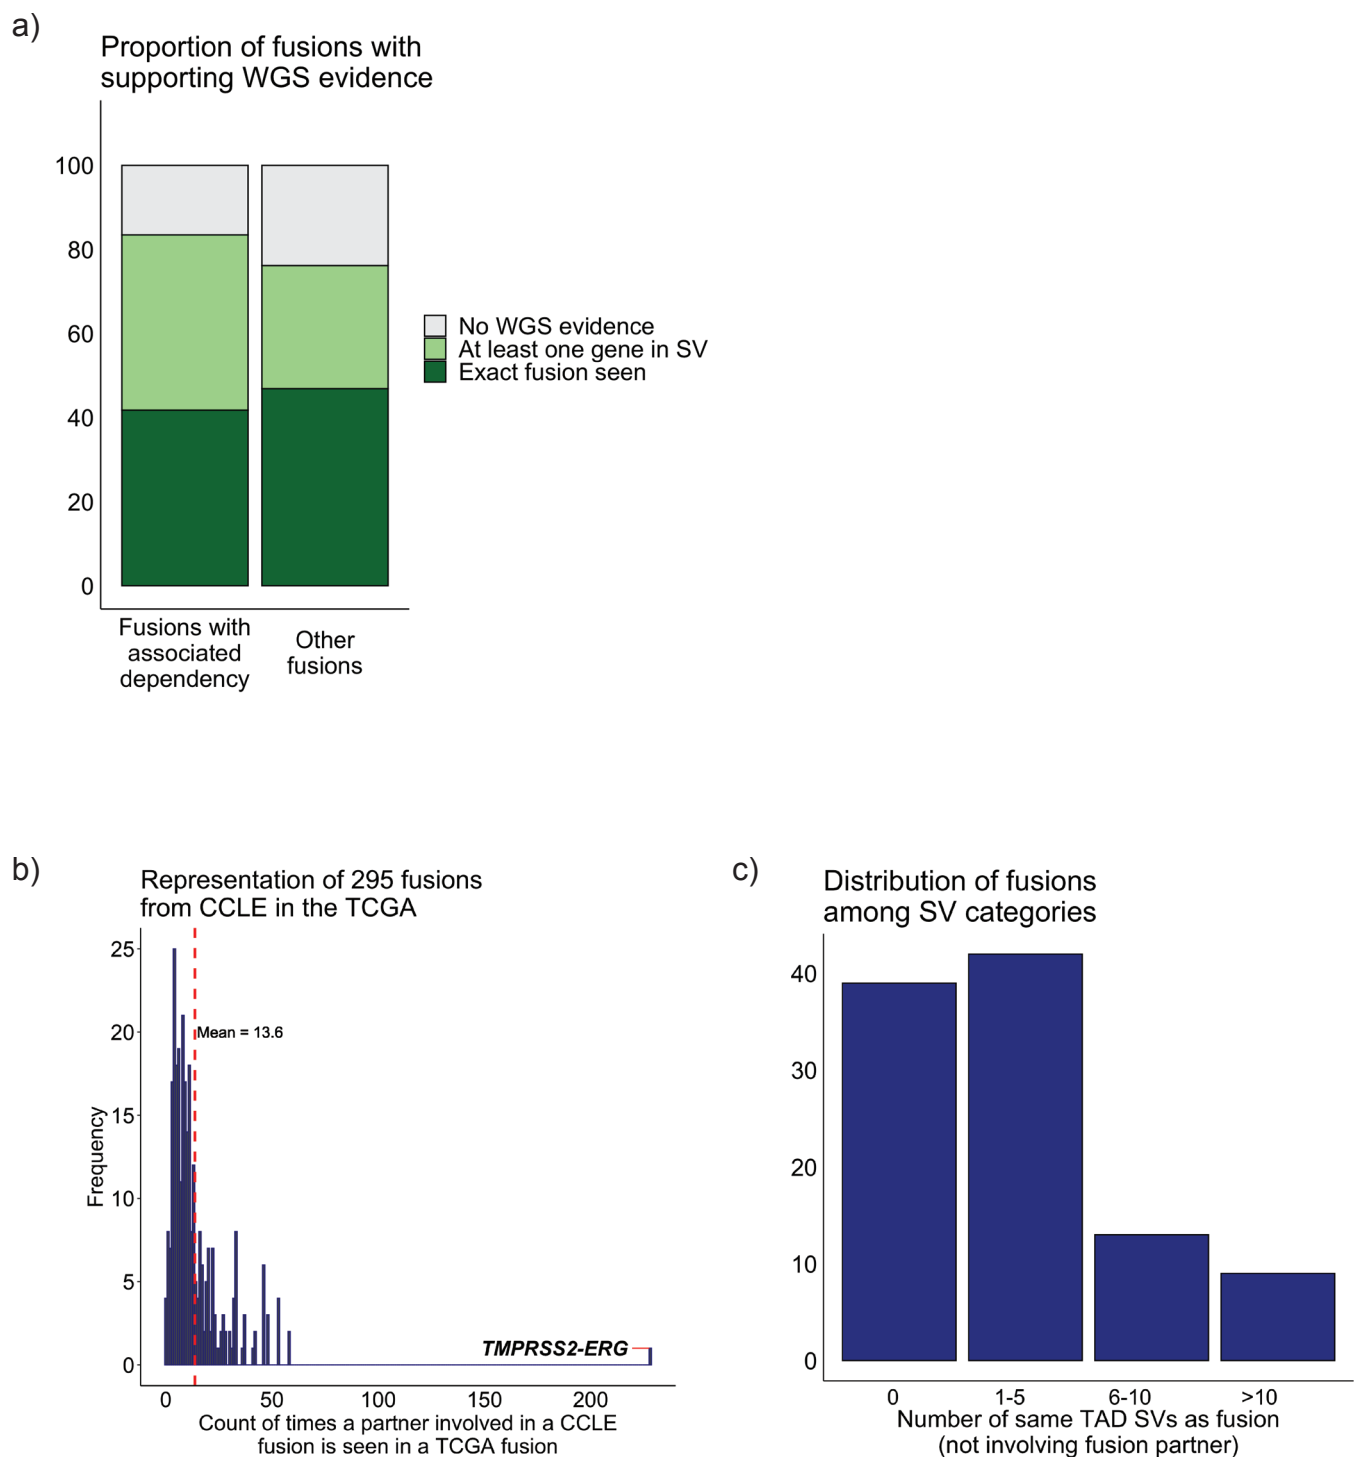 a)
Proportion of fusions with
supporting WGS evidence
100
80
60
40
20
0
Fusions with
associated
dependency
Other
fusions
No WGS evidence
At least one gene in SV
Exact fusion seen
b)
Representation of 295 fusions
from CCLE in the TCGA
Frequency
25
20
15
10
5
0
Mean = 13.6
TMPRSS2-ERG
0 50 100 150 200
Count of times a partner involved in a CCLE
fusion is seen in a TCGA fusion
c)
Distribution of fusions
among SV categories
40
30
20
10
0
0 1-5 6-10 >10
Number of same TAD SVs as fusion
(not involving fusion partner)